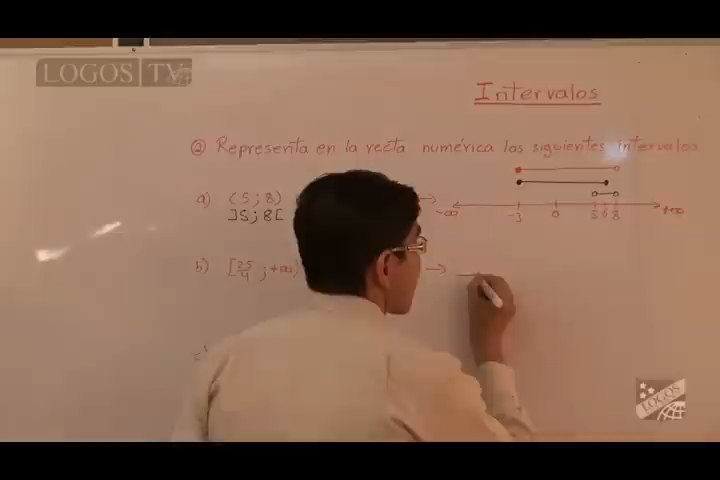 LOGOS TV
Intervalos
② Representa en la recta numérica los siguientes intervalos
a) (5;8) →
]5;8[
-∞ -3 0 5 6 8 +∞
b) [25/4 ; +∞) →
c)
LOGOS